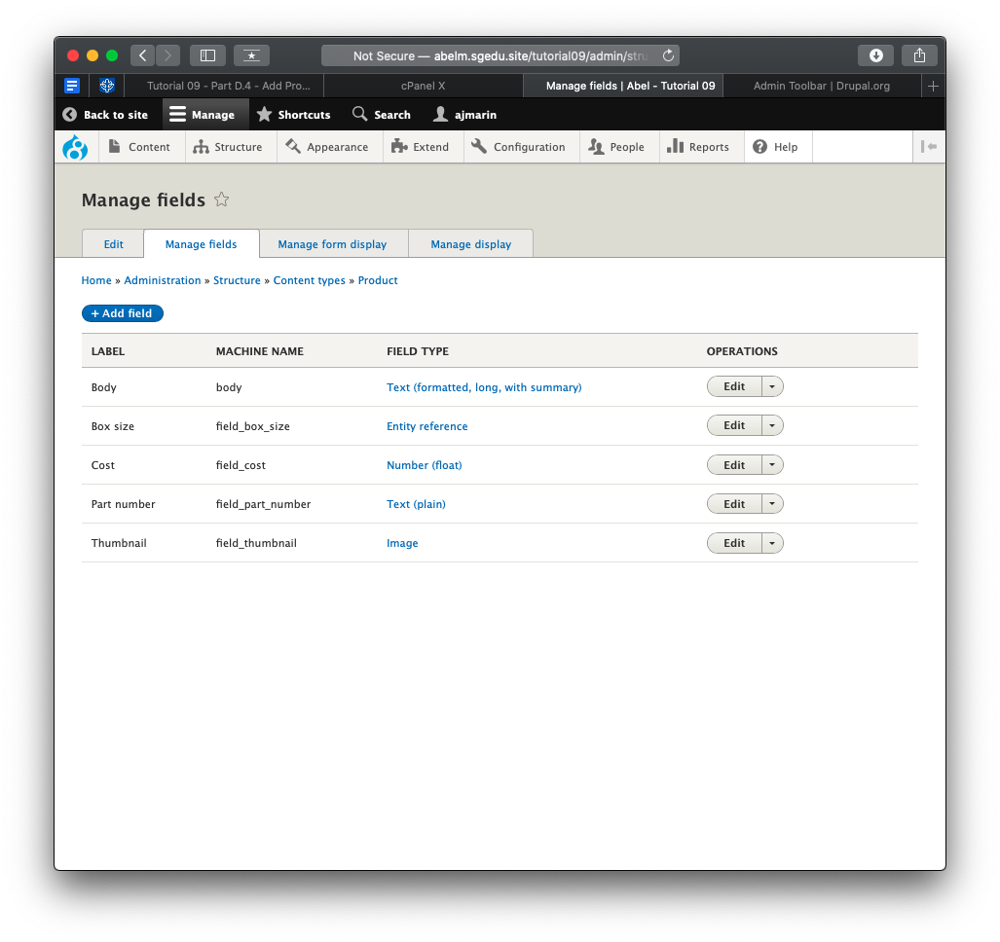 Not Secure — abelm.sgedu.site/tutorial09/admin/stru
Tutorial 09 - Part D.4 - Add Pro... cPanel X Manage fields | Abel - Tutorial 09 Admin Toolbar | Drupal.org
Back to site Manage Shortcuts Search ajmarin
Content Structure Appearance Extend Configuration People Reports Help
Manage fields
Edit Manage fields Manage form display Manage display
Home » Administration » Structure » Content types » Product
+ Add field
LABEL MACHINE NAME FIELD TYPE OPERATIONS
Body body Text (formatted, long, with summary) Edit
Box size field_box_size Entity reference Edit
Cost field_cost Number (float) Edit
Part number field_part_number Text (plain) Edit
Thumbnail field_thumbnail Image Edit